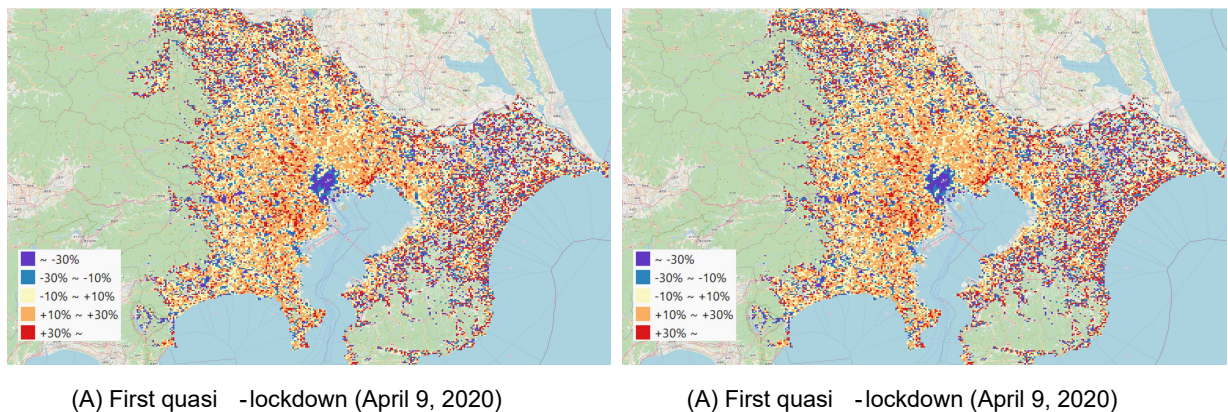 ~ -30%
-30% ~ -10%
-10% ~ +10%
+10% ~ +30%
+30% ~
~ -30%
-30% ~ -10%
-10% ~ +10%
+10% ~ +30%
+30% ~
(A) First quasi -lockdown (April 9, 2020)
(A) First quasi -lockdown (April 9, 2020)